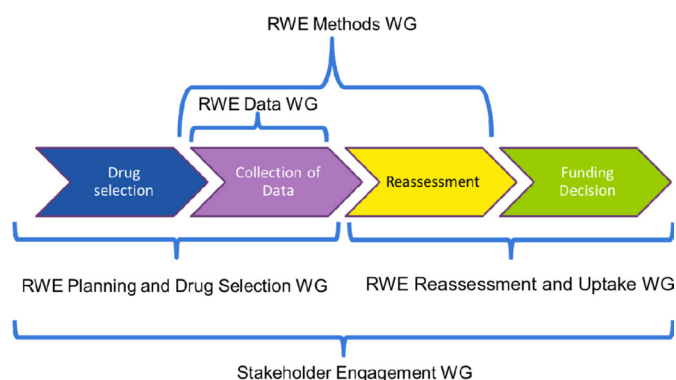 RWE Methods WG
RWE Data WG
Drug
selection
Collection of
Data
Reassessment
Funding
Decision
RWE Planning and Drug Selection WG
RWE Reassessment and Uptake WG
Stakeholder Engagement WG